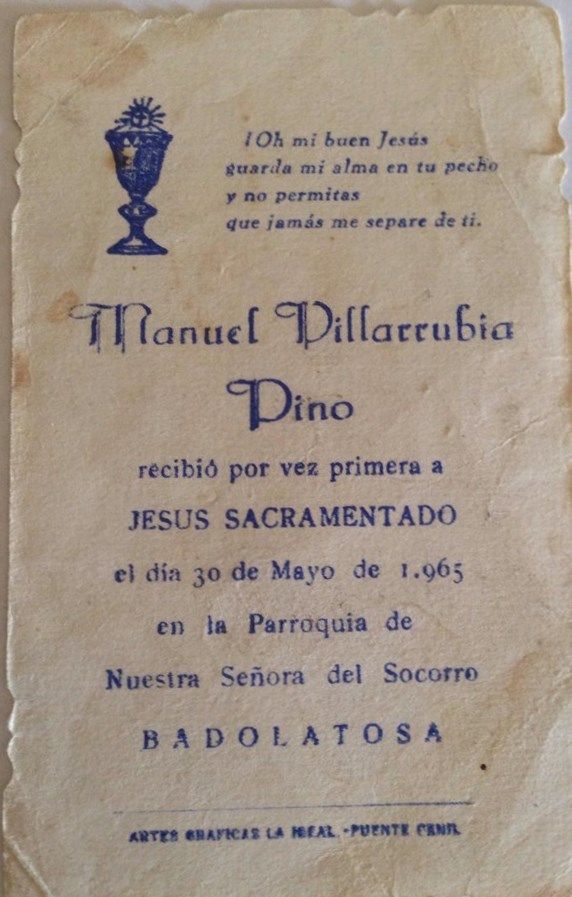 ¡Oh mi buen Jesús
guarda mi alma en tu pecho
y no permitas
que jamás me separe de ti.
Manuel Villarrubia
Pino
recibió por vez primera a
JESUS SACRAMENTADO
el día 30 de Mayo de 1.965
en la Parroquia de
Nuestra Señora del Socorro
BADOLATOSA
ARTES GRAFICAS LA IDEAL.-PUENTE GENIL